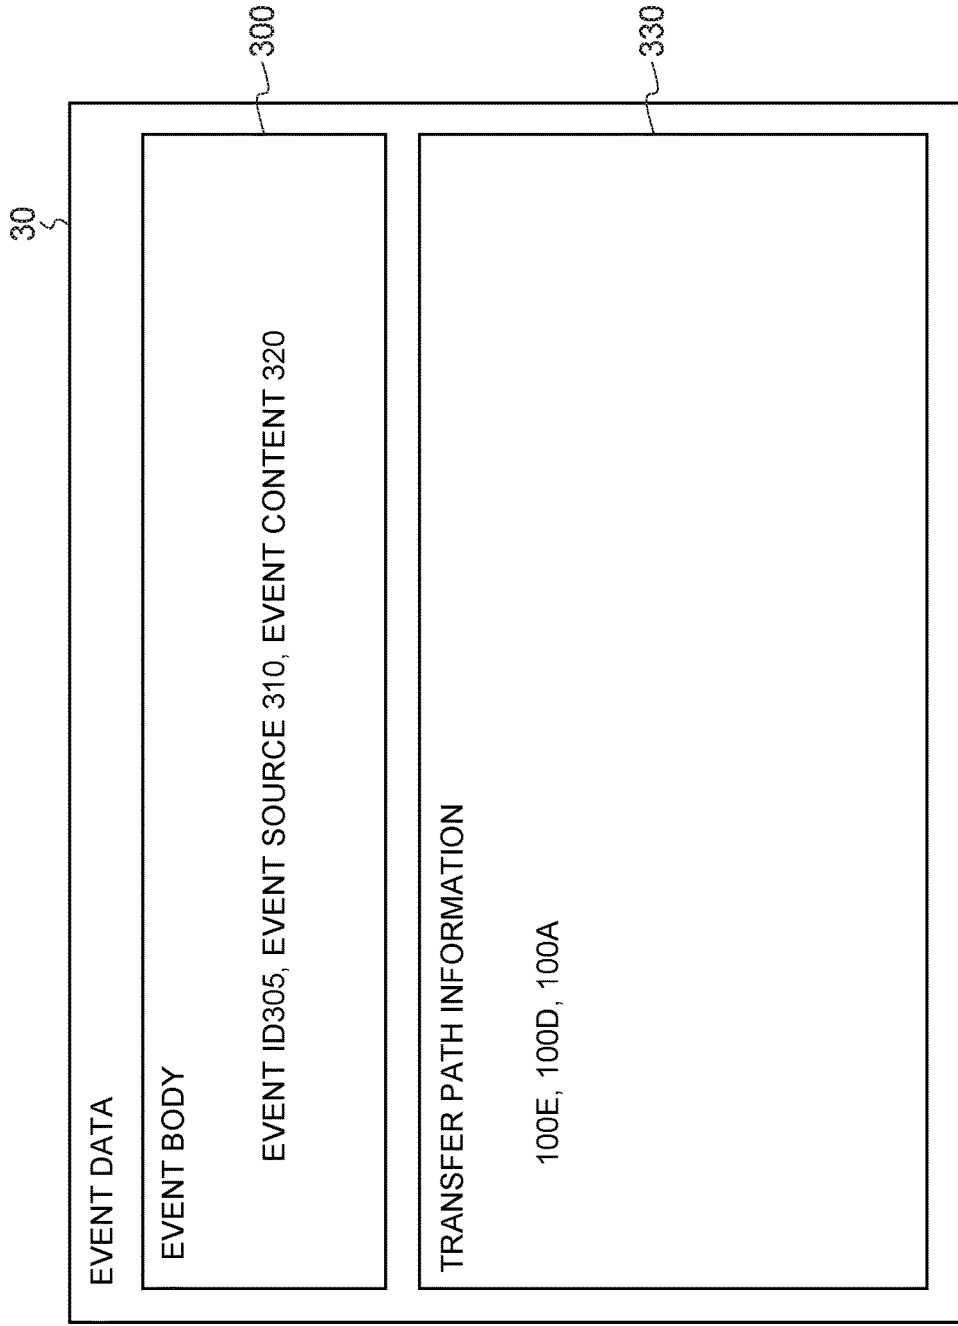 30
EVENT DATA
EVENT BODY
EVENT ID305, EVENT SOURCE 310, EVENT CONTENT 320
300
TRANSFER PATH INFORMATION
100E, 100D, 100A
330